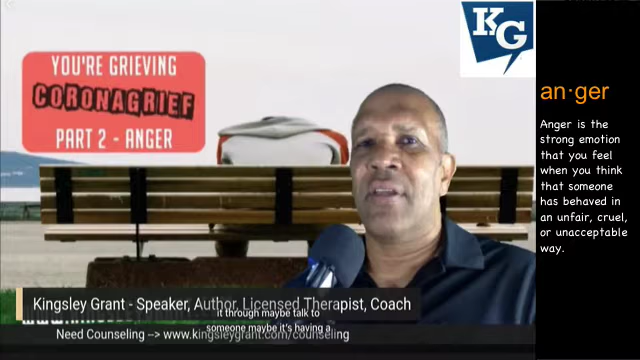 KG
YOU'RE GRIEVING
CORONAGRIEF
PART 2 - ANGER
an·ger
Anger is the
strong emotion
that you feel
when you think
that someone
has behaved in
an unfair, cruel,
or unacceptable
way.
Kingsley Grant - Speaker, Author, Licensed Therapist, Coach
it through maybe talk to
someone maybe it's having a
Need Counseling --> www.kingsleygrant.com/counseling